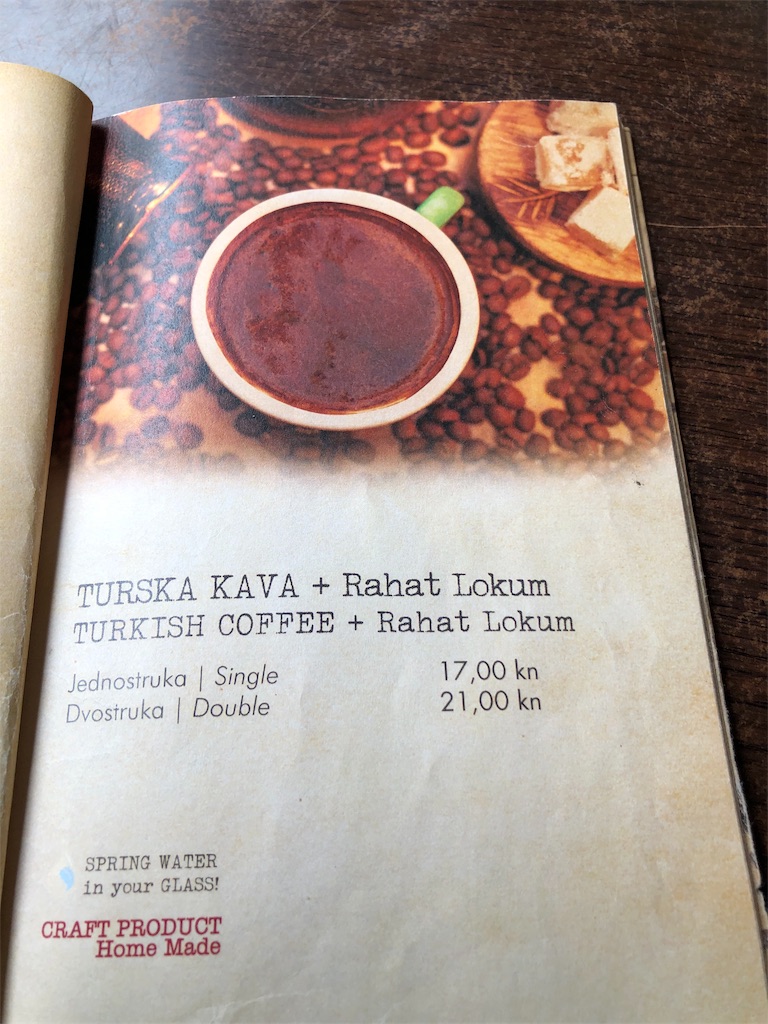 TURSKA KAVA + Rahat Lokum
TURKISH COFFEE + Rahat Lokum
Jednostruka | Single 17,00 kn
Dvostruka | Double 21,00 kn
SPRING WATER
in your GLASS!
CRAFT PRODUCT
Home Made